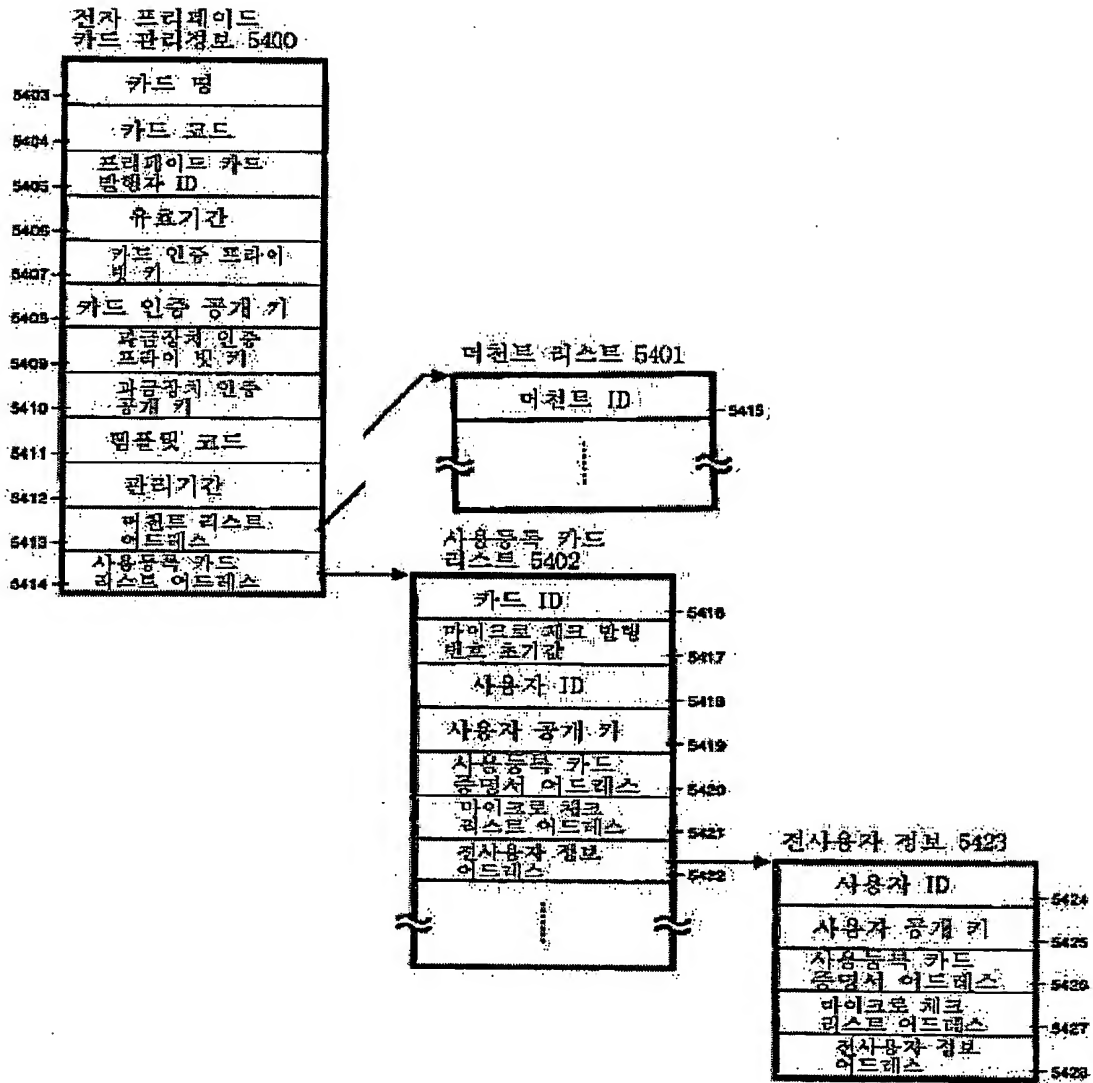 전자 프리페이드
카드 관리정보 5400
카드 명
5403
카드 코드
5404
프리페이드 카드
발행자 ID
5405
유효기간
5406
카드 인증 프라이
빗 키
5407
카드 인증 공개 키
5408
과금장치 인증
프라이 빗 키
5409
과금장치 인증
공개 키
5410
템플릿 코드
5411
관리기간
5412
머천트 리스트
어드레스
5413
사용등록 카드
리스트 어드레스
5414
머천트 리스트 5401
머천트 ID
5415
사용등록 카드
리스트 5402
카드 ID
5416
마이크로 체크 발행
번호 초기값
5417
사용자 ID
5418
사용자 공개 키
5419
사용등록 카드
증명서 어드레스
5420
마이크로 체크
리스트 어드레스
5421
전사용자 정보
어드레스
5422
전사용자 정보 5423
사용자 ID
5424
사용자 공개 키
5425
사용등록 카드
증명서 어드레스
5426
마이크로 체크
리스트 어드레스
5427
전사용자 정보
어드레스
5428